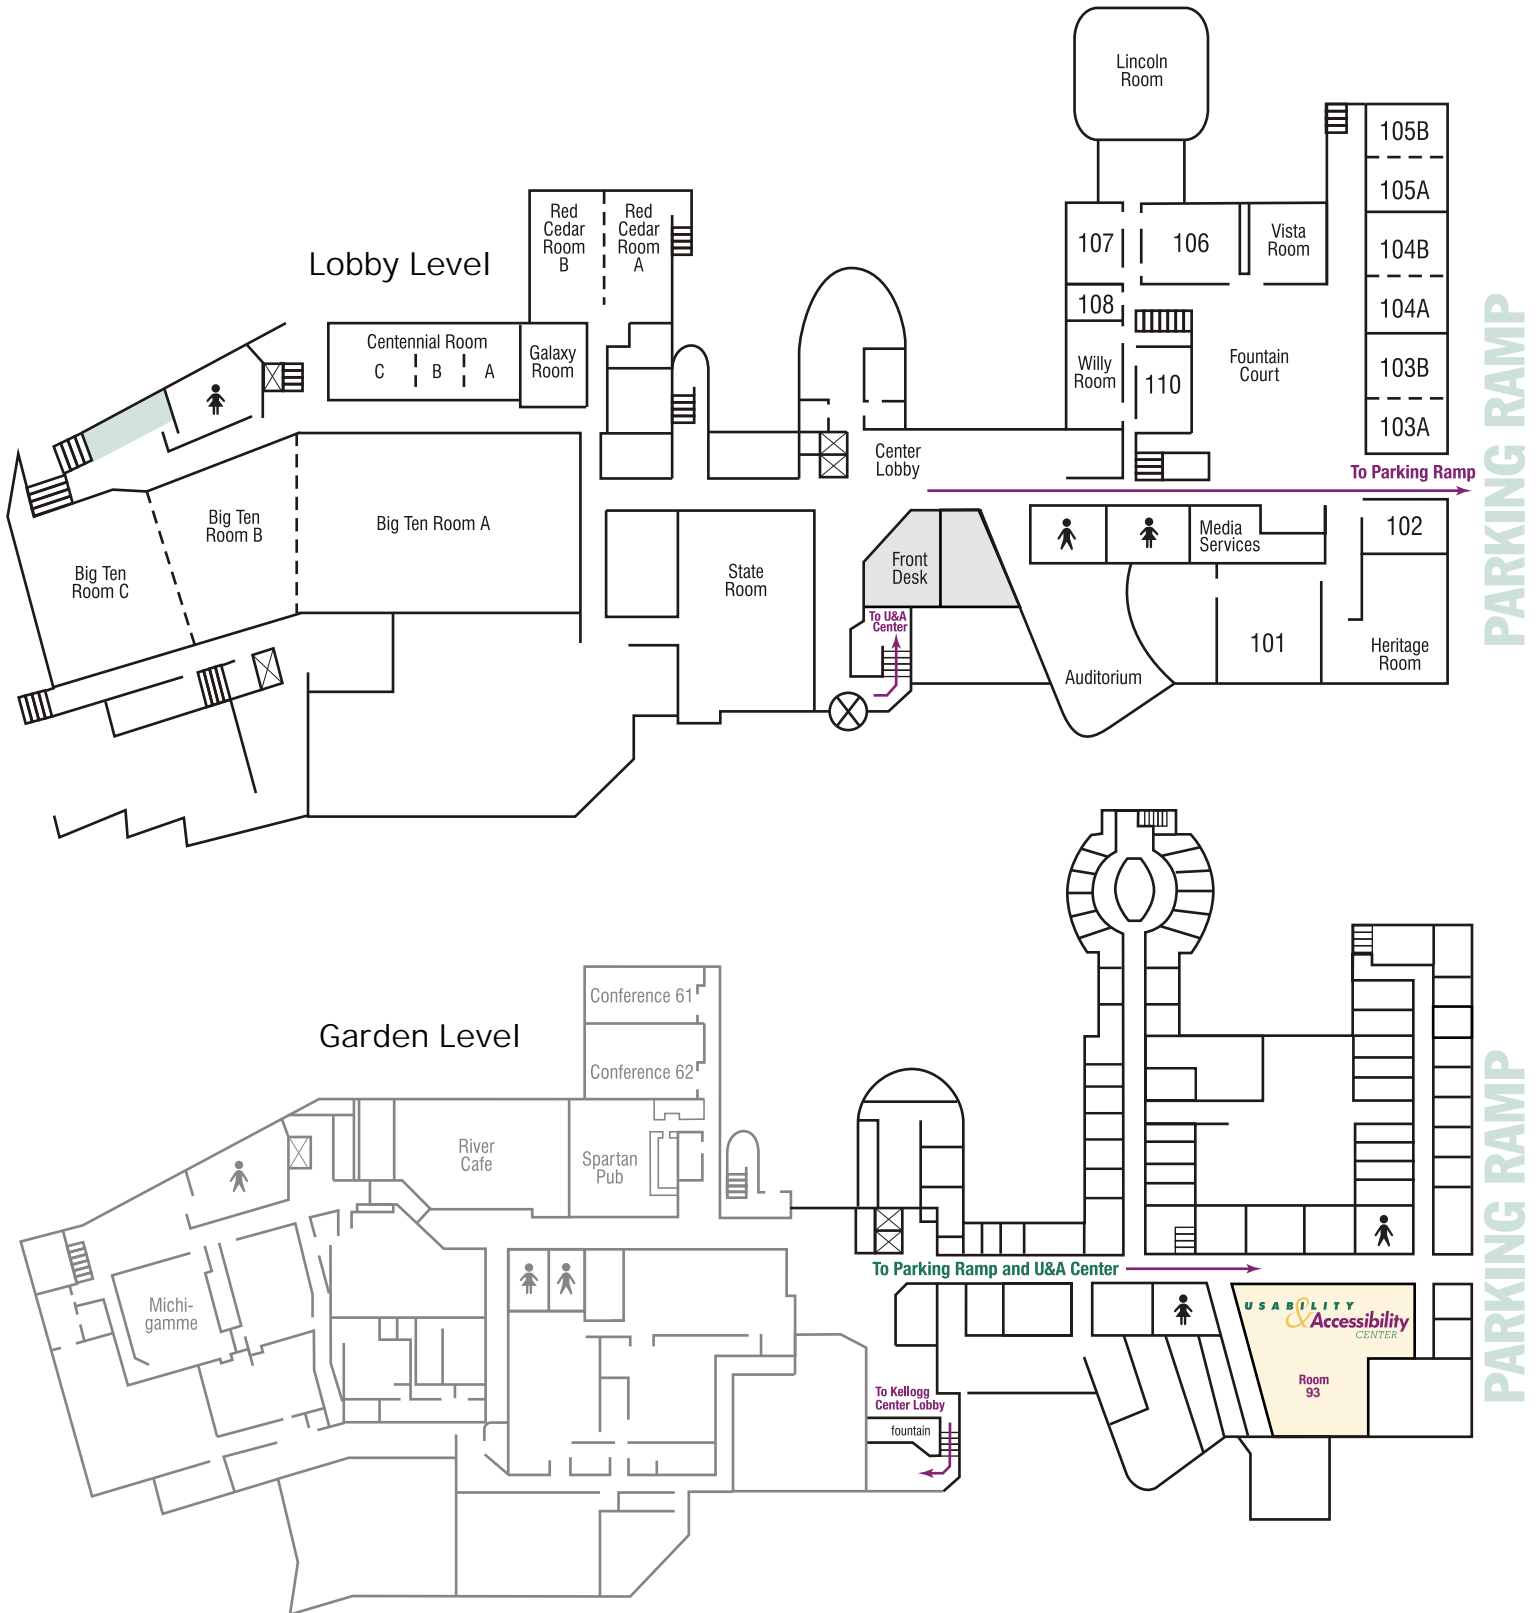 Lincoln
Room
105B
105A
104B
104A
103B
103A
Red
Cedar
Room
B
Red
Cedar
Room
A
107
106
Vista
Room
108
Lobby Level
Centennial Room
C
B
A
Galaxy
Room
Willy
Room
110
Fountain
Court
PARKING RAMP
Center
Lobby
To Parking Ramp
Big Ten
Room C
Big Ten
Room B
Big Ten Room A
State
Room
Front
Desk
Media
Services
102
To U&A
Center
Auditorium
101
Heritage
Room
Garden Level
Conference 61
Conference 62
River
Cafe
Spartan
Pub
Michi-
gamme
To Parking Ramp and U&A Center
USABILITY
& Accessibility
CENTER
Room
93
To Kellogg
Center Lobby
fountain
PARKING RAMP